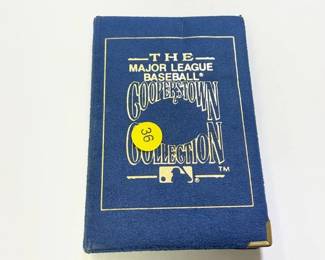 THE
MAJOR LEAGUE
BASEBALL®
COOPERSTOWN
36
COLLECTION
TM